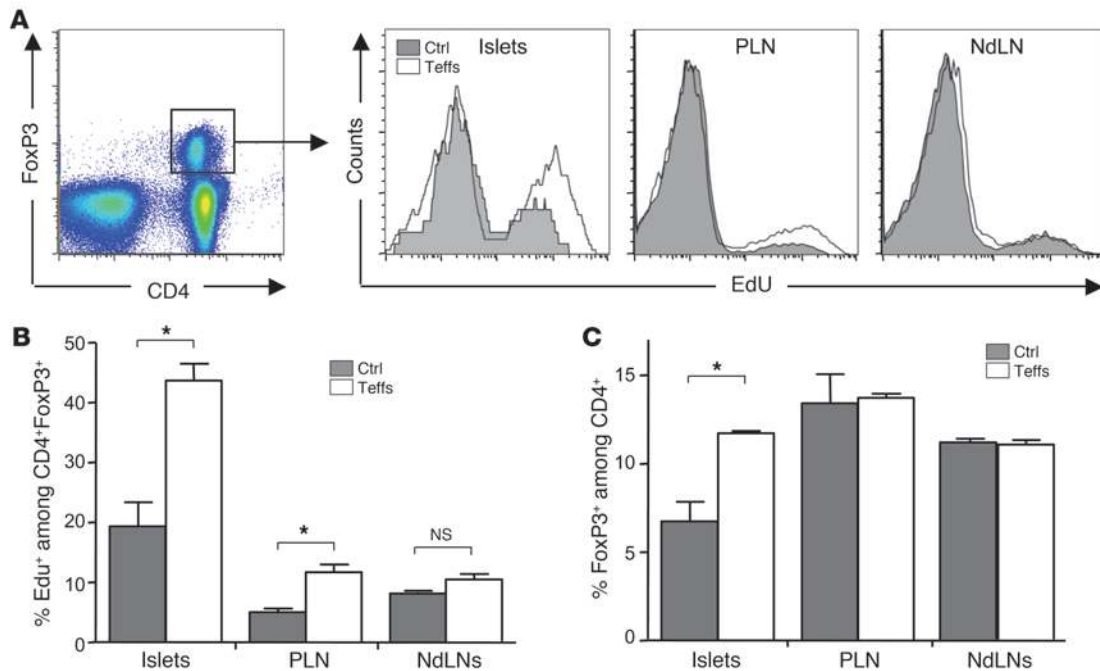 A
FoxP3
CD4
Counts
Ctrl
Teffs
Islets
PLN
NdLN
EdU
B
% Edu⁺ among CD4⁺FoxP3⁺
50
40
30
20
10
0
*
*
NS
Ctrl
Teffs
Islets
PLN
NdLNs
C
% FoxP3⁺ among CD4⁺
15
10
5
0
*
Ctrl
Teffs
Islets
PLN
NdLNs